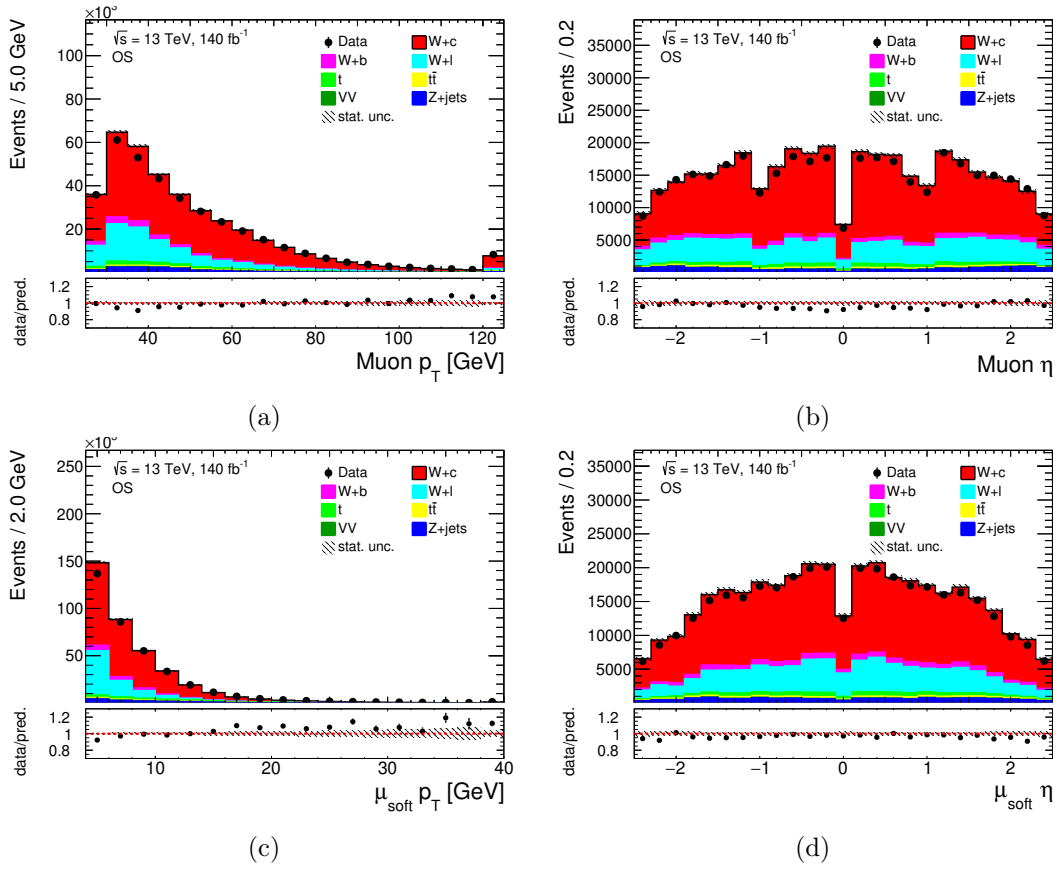 ×10³
√s = 13 TeV, 140 fb⁻¹
OS
Data W+c
W+b W+l
t tt̄
VV Z+jets
stat. unc.
Events / 5.0 GeV
100
80
60
40
20
data/pred.
1.2
1
0.8
40 60 80 100 120
Muon p_T [GeV]
(a)
√s = 13 TeV, 140 fb⁻¹
OS
Data W+c
W+b W+l
t tt̄
VV Z+jets
stat. unc.
Events / 0.2
35000
30000
25000
20000
15000
10000
5000
data/pred.
1.2
1
0.8
−2 −1 0 1 2
Muon η
(b)
√s = 13 TeV, 140 fb⁻¹
OS
Data W+c
W+b W+l
t tt̄
VV Z+jets
stat. unc.
Events / 2.0 GeV
250
200
150
100
50
data/pred.
1.2
1
0.8
10 20 30 40
μ_soft p_T [GeV]
(c)
√s = 13 TeV, 140 fb⁻¹
OS
Data W+c
W+b W+l
t tt̄
VV Z+jets
stat. unc.
Events / 0.2
35000
30000
25000
20000
15000
10000
5000
data/pred.
1.2
1
0.8
−2 −1 0 1 2
μ_soft η
(d)